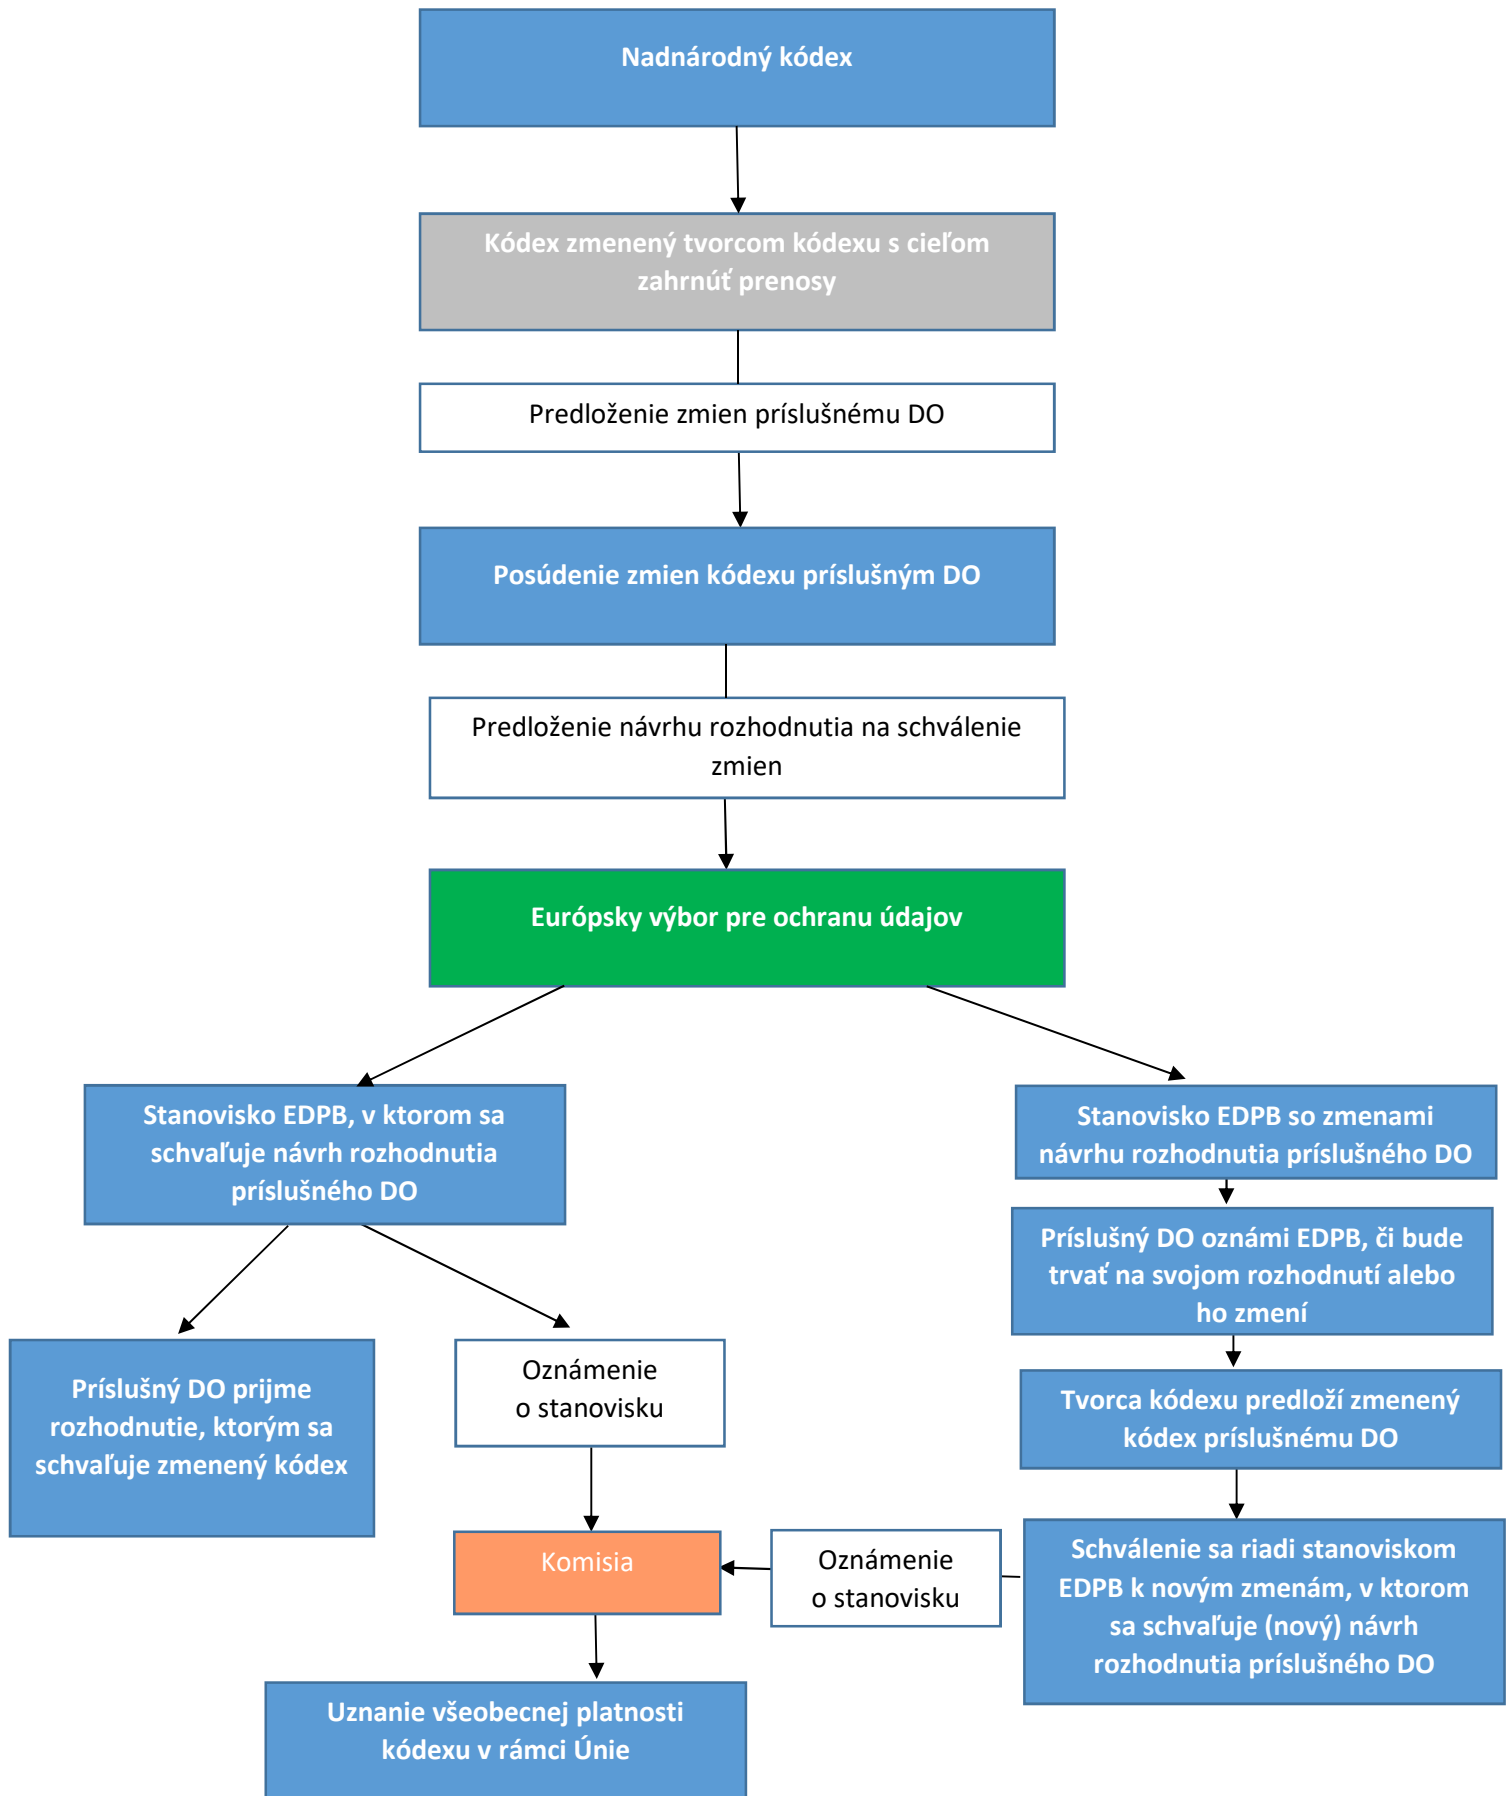 Nadnárodný kódex
Kódex zmenený tvorcom kódexu s cieľom
zahrnúť prenosy
Predloženie zmien príslušnému DO
Posúdenie zmien kódexu príslušným DO
Predloženie návrhu rozhodnutia na schválenie
zmien
Európsky výbor pre ochranu údajov
Stanovisko EDPB, v ktorom sa
schvaľuje návrh rozhodnutia
príslušného DO
Stanovisko EDPB so zmenami
návrhu rozhodnutia príslušného DO
Príslušný DO oznámi EDPB, či bude
trvať na svojom rozhodnutí alebo
ho zmení
Príslušný DO prijme
rozhodnutie, ktorým sa
schvaľuje zmenený kódex
Oznámenie
o stanovisku
Tvorca kódexu predloží zmenený
kódex príslušnému DO
Komisia
Oznámenie
o stanovisku
Schválenie sa riadi stanoviskom
EDPB k novým zmenám, v ktorom
sa schvaľuje (nový) návrh
rozhodnutia príslušného DO
Uznanie všeobecnej platnosti
kódexu v rámci Únie